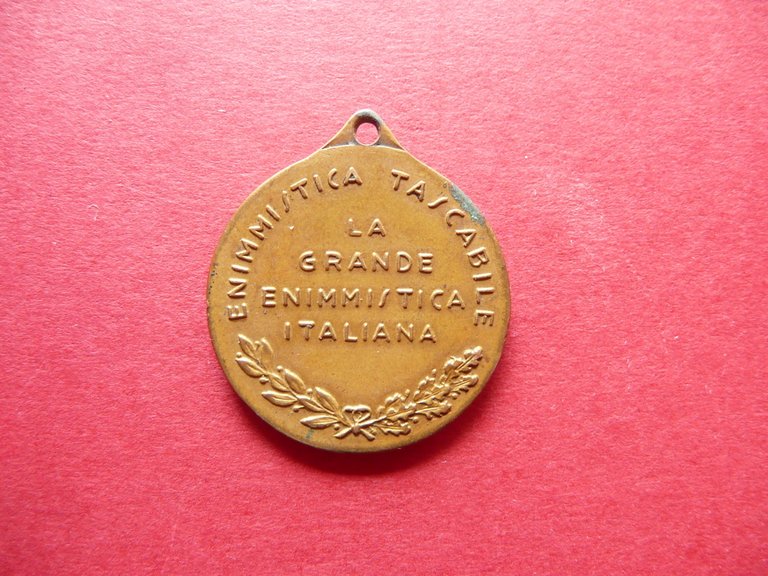 ENIMMISTICA TASCABILE
LA
GRANDE
ENIMMISTICA
ITALIANA